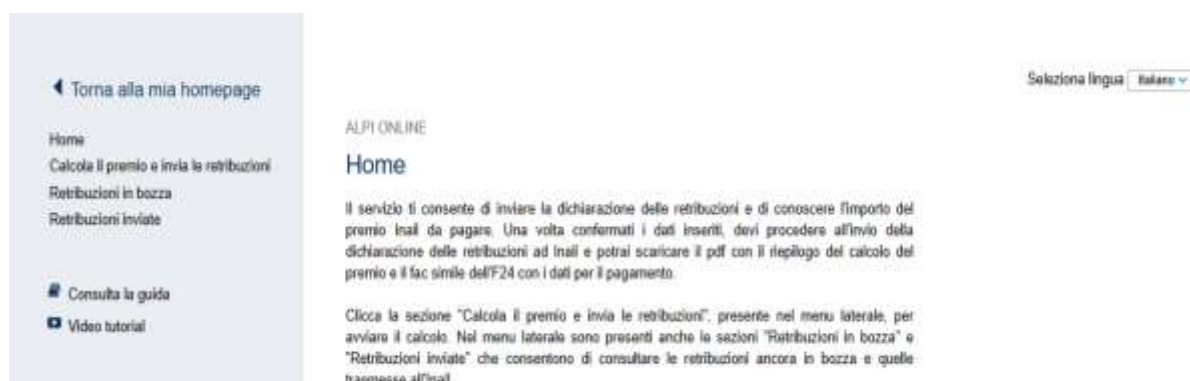 Torna alla mia homepage
Home
Calcola il premio e invia le retribuzioni
Retribuzioni in bozza
Retribuzioni inviate
Consulta la guida
Video tutorial
Seleziona lingua Italiano
ALPI ONLINE
Home
Il servizio ti consente di inviare la dichiarazione delle retribuzioni e di conoscere l'importo del
premio Inail da pagare. Una volta confermati i dati inseriti, devi procedere all'invio della
dichiarazione delle retribuzioni ad Inail e potrai scaricare il pdf con il riepilogo del calcolo del
premio e il fac simile dell'F24 con i dati per il pagamento.
Clicca la sezione "Calcola il premio e invia le retribuzioni", presente nel menu laterale, per
avviare il calcolo. Nel menu laterale sono presenti anche le sezioni "Retribuzioni in bozza" e
"Retribuzioni inviate" che consentono di consultare le retribuzioni ancora in bozza e quelle
trasmesse all'Inail